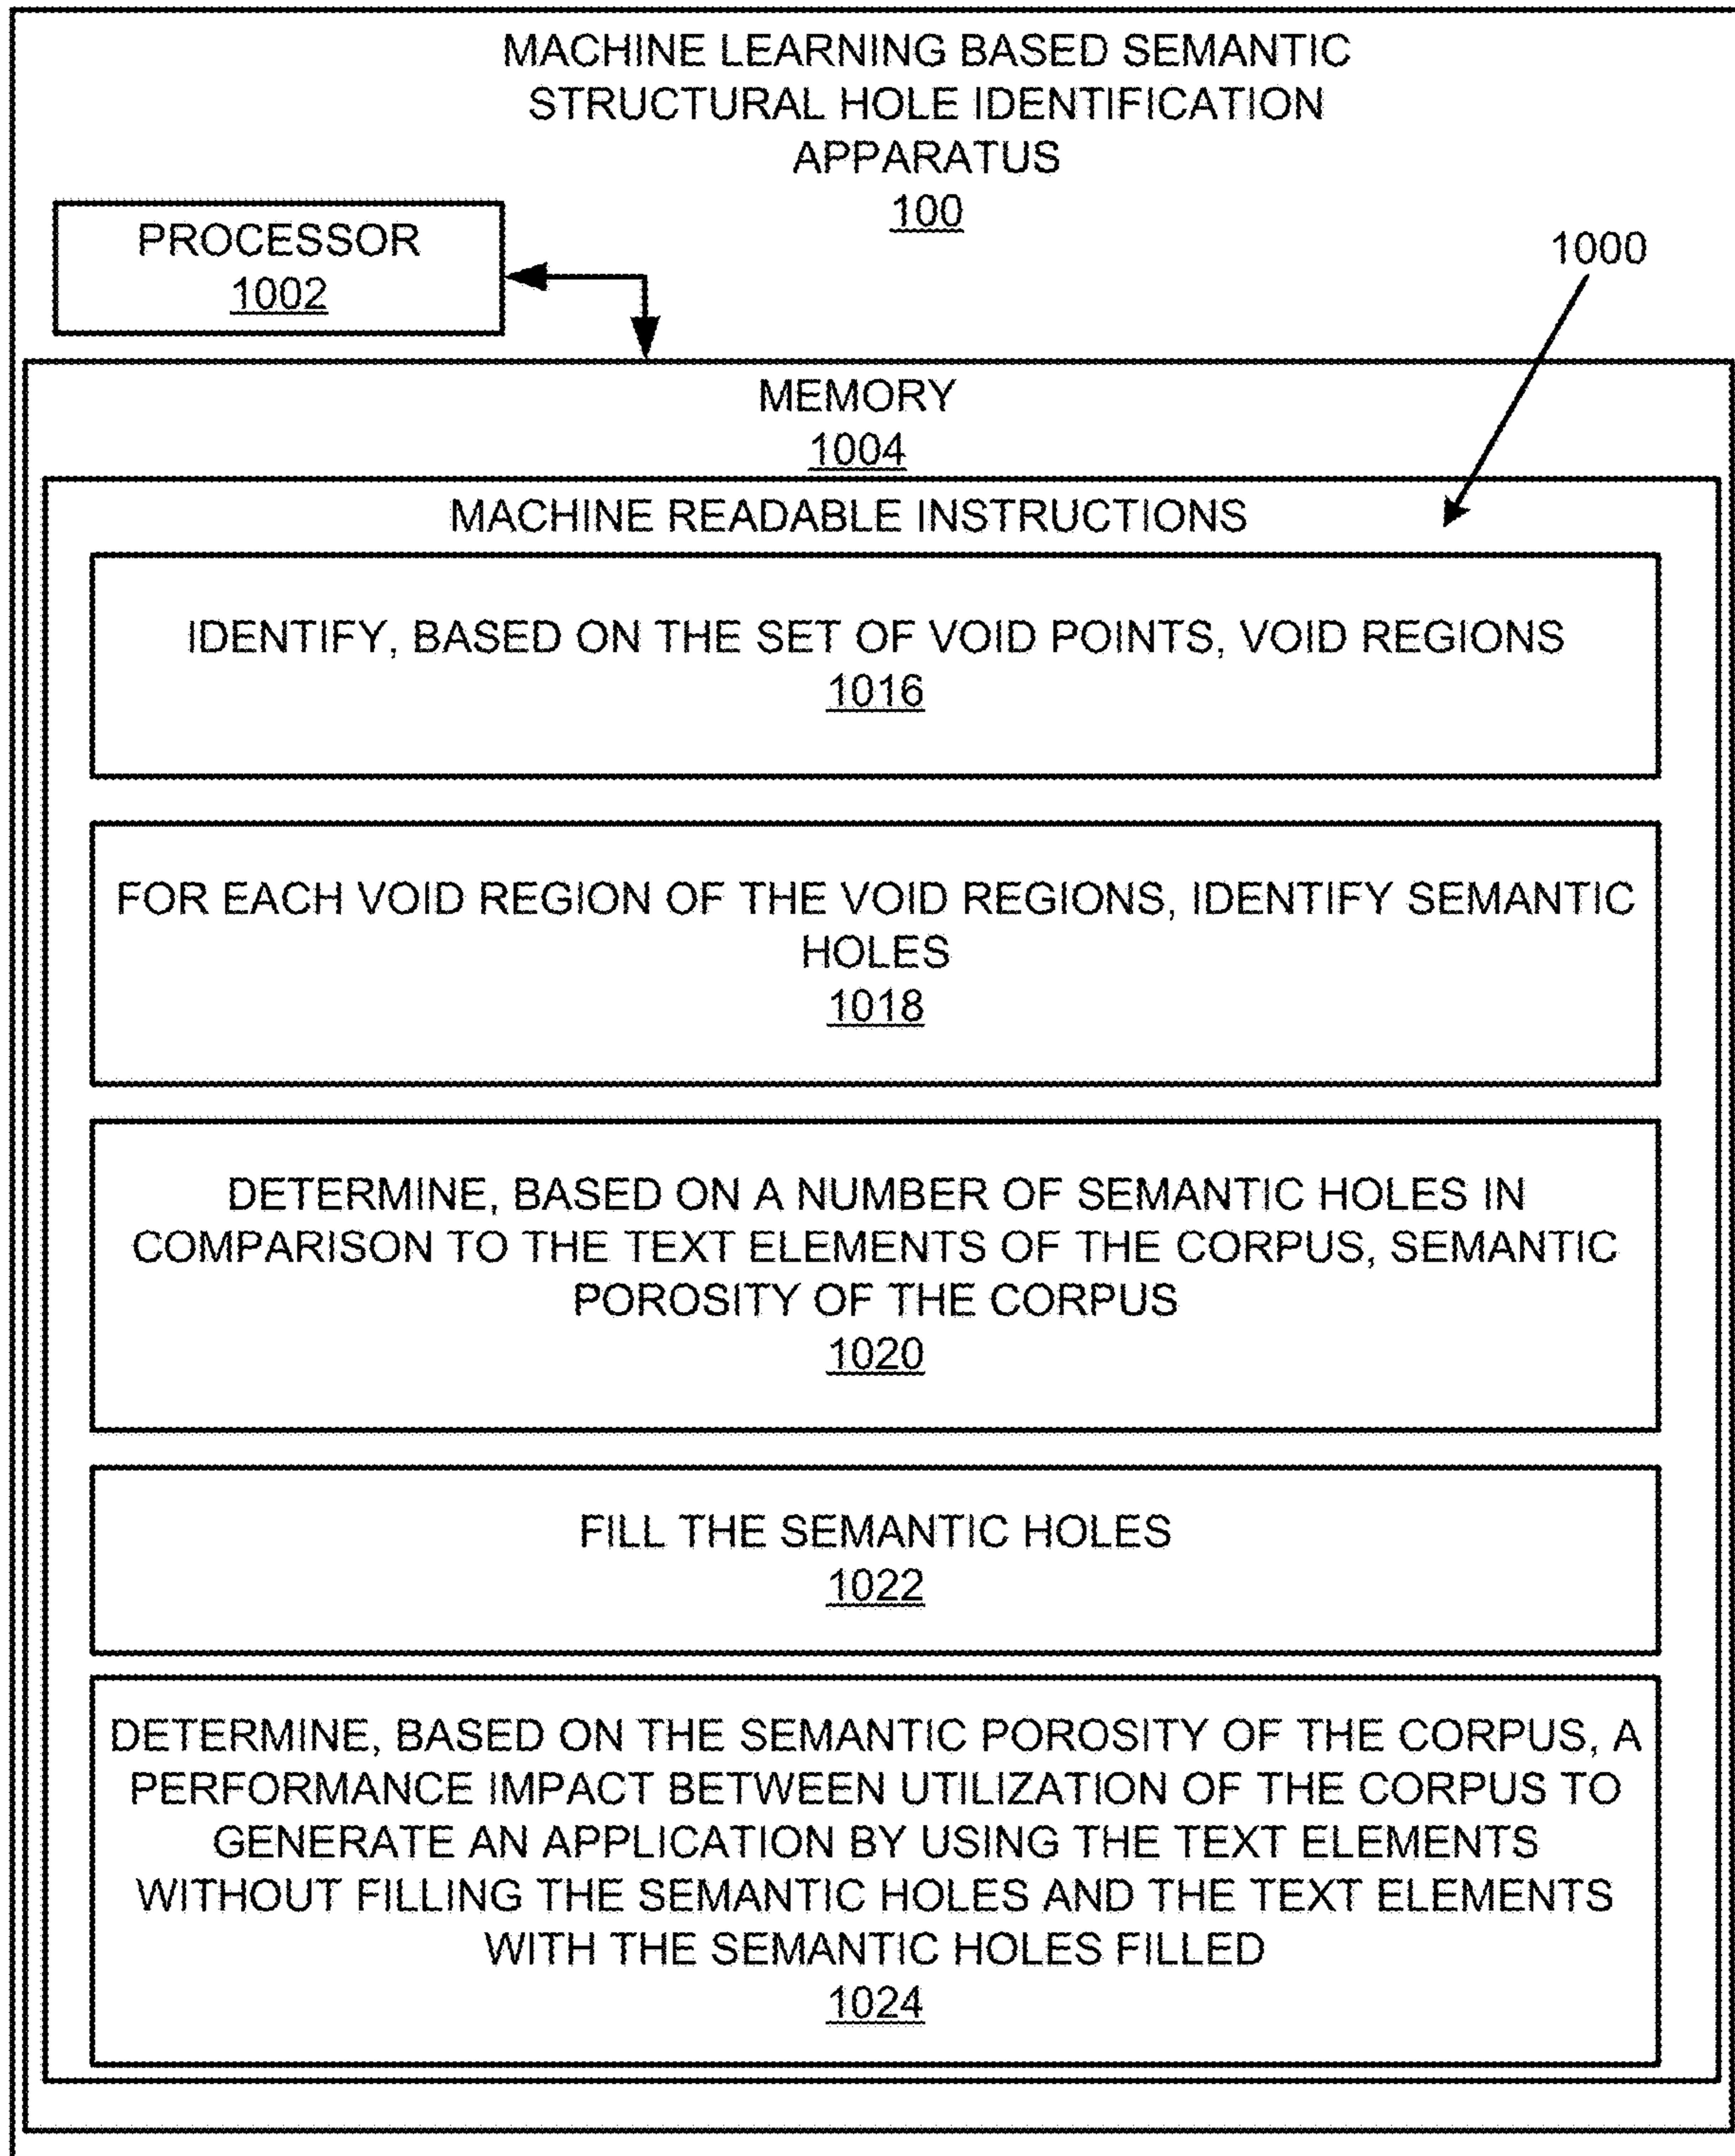 MACHINE LEARNING BASED SEMANTIC
STRUCTURAL HOLE IDENTIFICATION
APPARATUS
100
PROCESSOR
1002
1000
MEMORY
1004
MACHINE READABLE INSTRUCTIONS
IDENTIFY, BASED ON THE SET OF VOID POINTS, VOID REGIONS
1016
FOR EACH VOID REGION OF THE VOID REGIONS, IDENTIFY SEMANTIC
HOLES
1018
DETERMINE, BASED ON A NUMBER OF SEMANTIC HOLES IN
COMPARISON TO THE TEXT ELEMENTS OF THE CORPUS, SEMANTIC
POROSITY OF THE CORPUS
1020
FILL THE SEMANTIC HOLES
1022
DETERMINE, BASED ON THE SEMANTIC POROSITY OF THE CORPUS, A
PERFORMANCE IMPACT BETWEEN UTILIZATION OF THE CORPUS TO
GENERATE AN APPLICATION BY USING THE TEXT ELEMENTS
WITHOUT FILLING THE SEMANTIC HOLES AND THE TEXT ELEMENTS
WITH THE SEMANTIC HOLES FILLED
1024